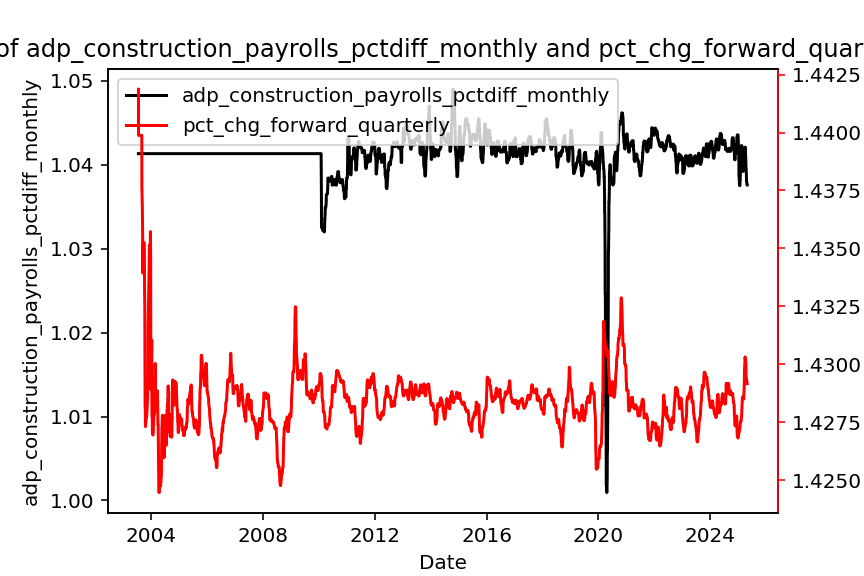 of adp_construction_payrolls_pctdiff_monthly and pct_chg_forward_quar
adp_construction_payrolls_pctdiff_monthly
pct_chg_forward_quarterly
adp_construction_payrolls_pctdiff_monthly
1.05
1.04
1.03
1.02
1.01
1.00
1.4425
1.4400
1.4375
1.4350
1.4325
1.4300
1.4275
1.4250
2004 2008 2012 2016 2020 2024
Date